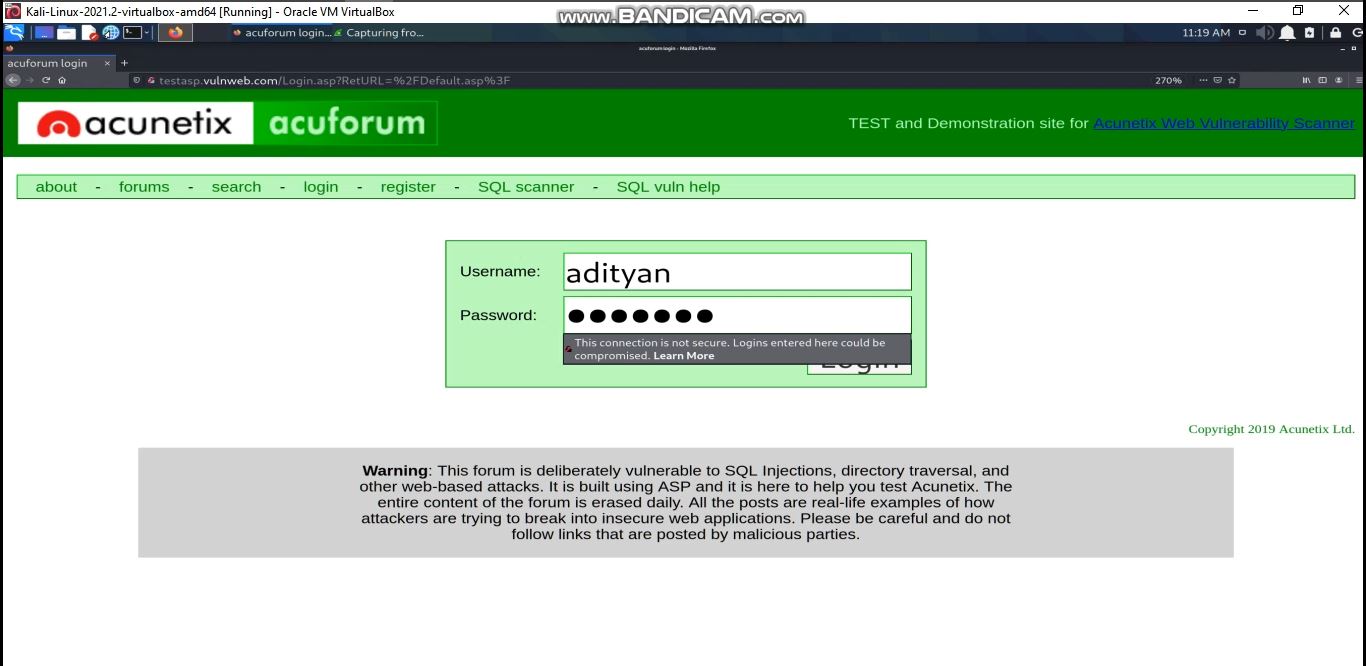 Kali-Linux-2021.2-virtualbox-amd64 [Running] - Oracle VM VirtualBox
www.BANDICAM.com
acuforum login... Capturing fro...
11:19 AM
acuforum login - Mozilla Firefox
acuforum login × +
testasp.vulnweb.com/Login.asp?RetURL=%2FDefault.asp%3F
270%
acunetix acuforum
TEST and Demonstration site for Acunetix Web Vulnerability Scanner
about - forums - search - login - register - SQL scanner - SQL vuln help
Username: adityan
Password: ●●●●●●●
This connection is not secure. Logins entered here could be
compromised. Learn More
Login
Copyright 2019 Acunetix Ltd.
Warning: This forum is deliberately vulnerable to SQL Injections, directory traversal, and
other web-based attacks. It is built using ASP and it is here to help you test Acunetix. The
entire content of the forum is erased daily. All the posts are real-life examples of how
attackers are trying to break into insecure web applications. Please be careful and do not
follow links that are posted by malicious parties.